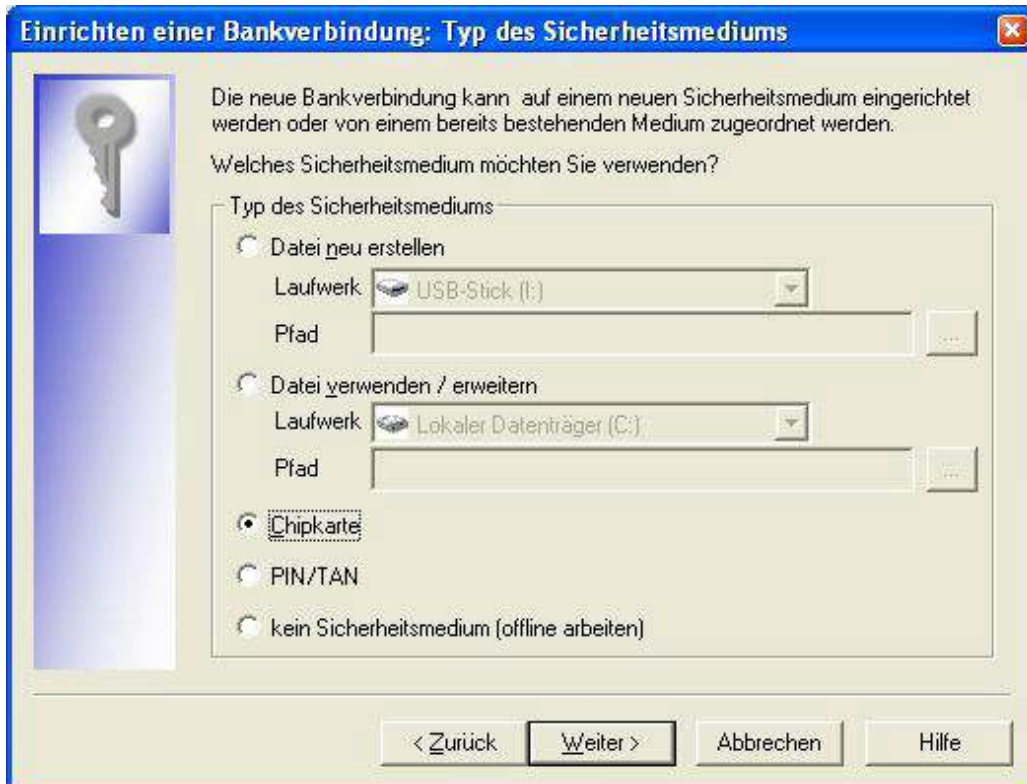 Einrichten einer Bankverbindung: Typ des Sicherheitsmediums
Die neue Bankverbindung kann auf einem neuen Sicherheitsmedium eingerichtet
werden oder von einem bereits bestehenden Medium zugeordnet werden.
Welches Sicherheitsmedium möchten Sie verwenden?
Typ des Sicherheitsmediums
Datei neu erstellen
Laufwerk USB-Stick (I:)
Pfad ...
Datei verwenden / erweitern
Laufwerk Lokaler Datenträger (C:)
Pfad ...
Chipkarte
PIN/TAN
kein Sicherheitsmedium (offline arbeiten)
< Zurück Weiter > Abbrechen Hilfe